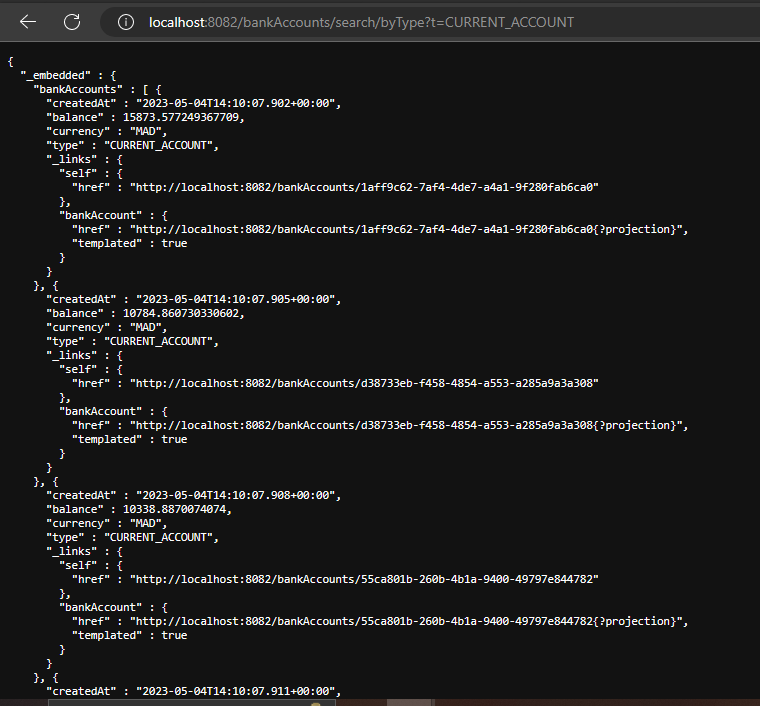 localhost:8082/bankAccounts/search/byType?t=CURRENT_ACCOUNT
{
"_embedded" : {
"bankAccounts" : [ {
"createdAt" : "2023-05-04T14:10:07.902+00:00",
"balance" : 15873.577249367709,
"currency" : "MAD",
"type" : "CURRENT_ACCOUNT",
"_links" : {
"self" : {
"href" : "http://localhost:8082/bankAccounts/1aff9c62-7af4-4de7-a4a1-9f280fab6ca0"
},
"bankAccount" : {
"href" : "http://localhost:8082/bankAccounts/1aff9c62-7af4-4de7-a4a1-9f280fab6ca0{?projection}",
"templated" : true
}
}
}, {
"createdAt" : "2023-05-04T14:10:07.905+00:00",
"balance" : 10784.860730330602,
"currency" : "MAD",
"type" : "CURRENT_ACCOUNT",
"_links" : {
"self" : {
"href" : "http://localhost:8082/bankAccounts/d38733eb-f458-4854-a553-a285a9a3a308"
},
"bankAccount" : {
"href" : "http://localhost:8082/bankAccounts/d38733eb-f458-4854-a553-a285a9a3a308{?projection}",
"templated" : true
}
}
}, {
"createdAt" : "2023-05-04T14:10:07.908+00:00",
"balance" : 10338.8870074074,
"currency" : "MAD",
"type" : "CURRENT_ACCOUNT",
"_links" : {
"self" : {
"href" : "http://localhost:8082/bankAccounts/55ca801b-260b-4b1a-9400-49797e844782"
},
"bankAccount" : {
"href" : "http://localhost:8082/bankAccounts/55ca801b-260b-4b1a-9400-49797e844782{?projection}",
"templated" : true
}
}
}, {
"createdAt" : "2023-05-04T14:10:07.911+00:00",